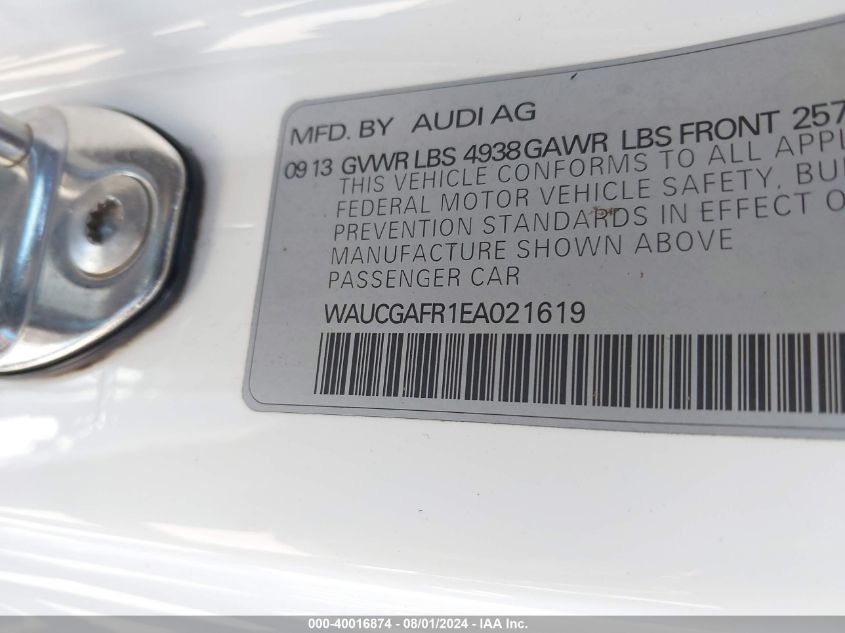 MFD. BY AUDI AG
09 13 GVWR LBS 4938 GAWR LBS FRONT 257
THIS VEHICLE CONFORMS TO ALL APPL
FEDERAL MOTOR VEHICLE SAFETY, BU
PREVENTION STANDARDS IN EFFECT O
MANUFACTURE SHOWN ABOVE
PASSENGER CAR
WAUCGAFR1EA021619
000-40016874 - 08/01/2024 - IAA Inc.